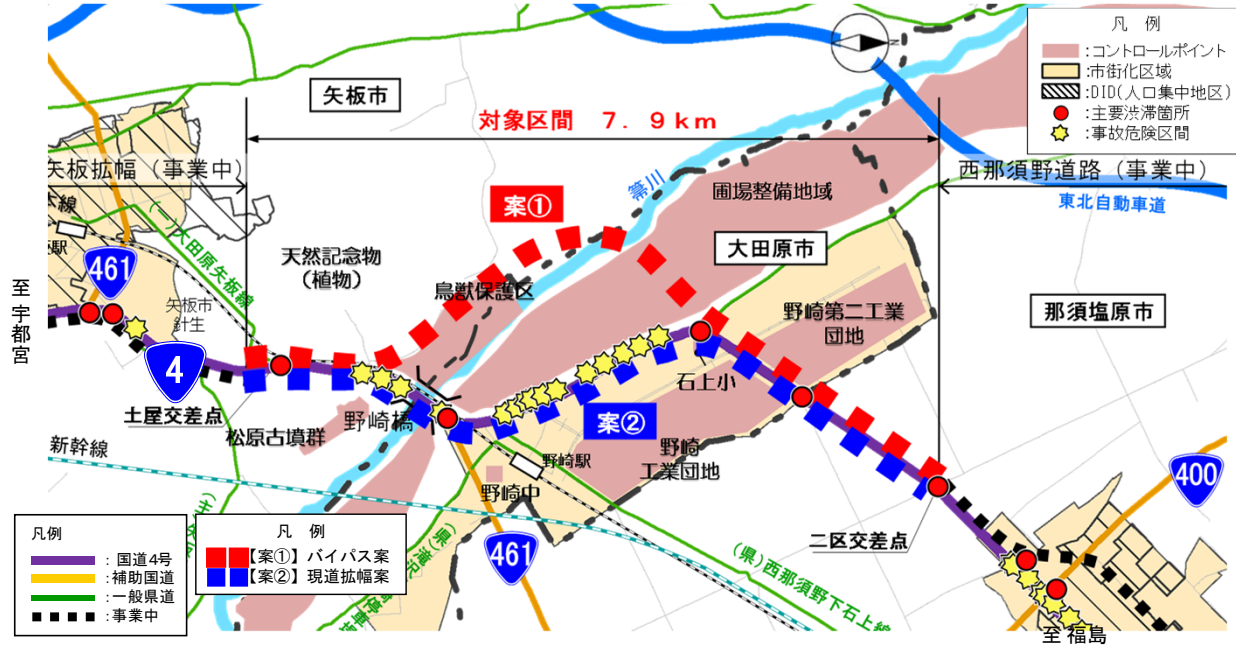 凡 例
:コントロールポイント
:市街化区域
:DID(人口集中地区)
:主要渋滞箇所
:事故危険区間
矢板市
対象区間 7.9km
矢板拡幅(事業中)
西那須野道路(事業中)
東北自動車道
箒川
圃場整備地域
案①
大田原市
天然記念物
(植物)
(一)大田原矢板線
駅
461
矢板市
針生
鳥獣保護区
至宇都宮
野崎第二工業
団地
那須塩原市
4
石上小
土屋交差点
案②
松原古墳群
野崎橋
新幹線
野崎駅
野崎
工業団地
野崎中
400
461
二区交差点
(県)西那須野下石上線
至福島
凡例
:国道4号
:補助国道
:一般県道
:事業中
凡 例
【案①】バイパス案
【案②】現道拡幅案